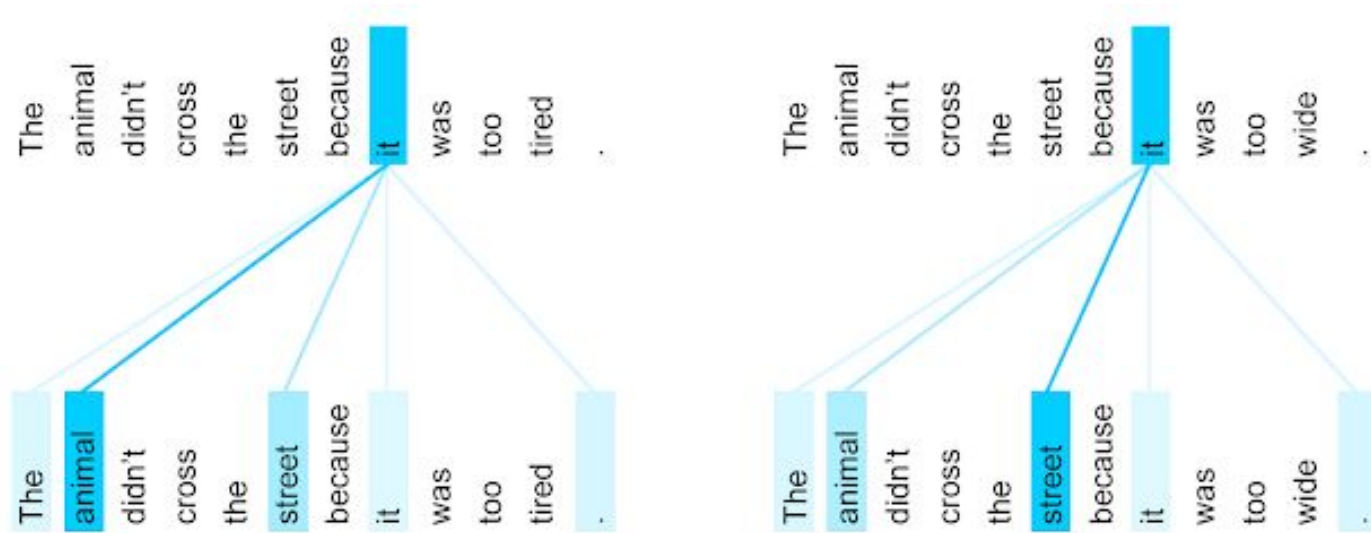 The animal didn't cross the street because it was too tired .
The animal didn't cross the street because it was too wide .
The animal didn't cross the street because it was too tired .
The animal didn't cross the street because it was too wide .